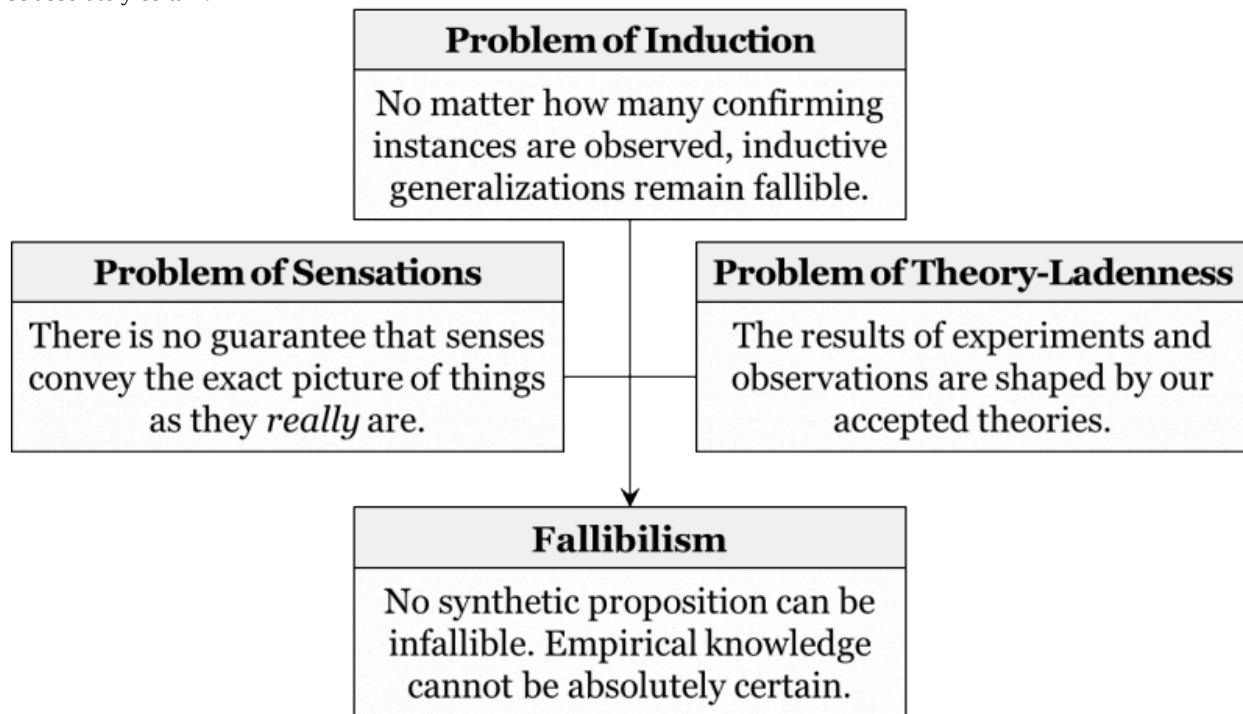 Problem of Induction
No matter how many confirming
instances are observed, inductive
generalizations remain fallible.
Problem of Sensations
There is no guarantee that senses
convey the exact picture of things
as they really are.
Problem of Theory-Ladenness
The results of experiments and
observations are shaped by our
accepted theories.
Fallibilism
No synthetic proposition can be
infallible. Empirical knowledge
cannot be absolutely certain.